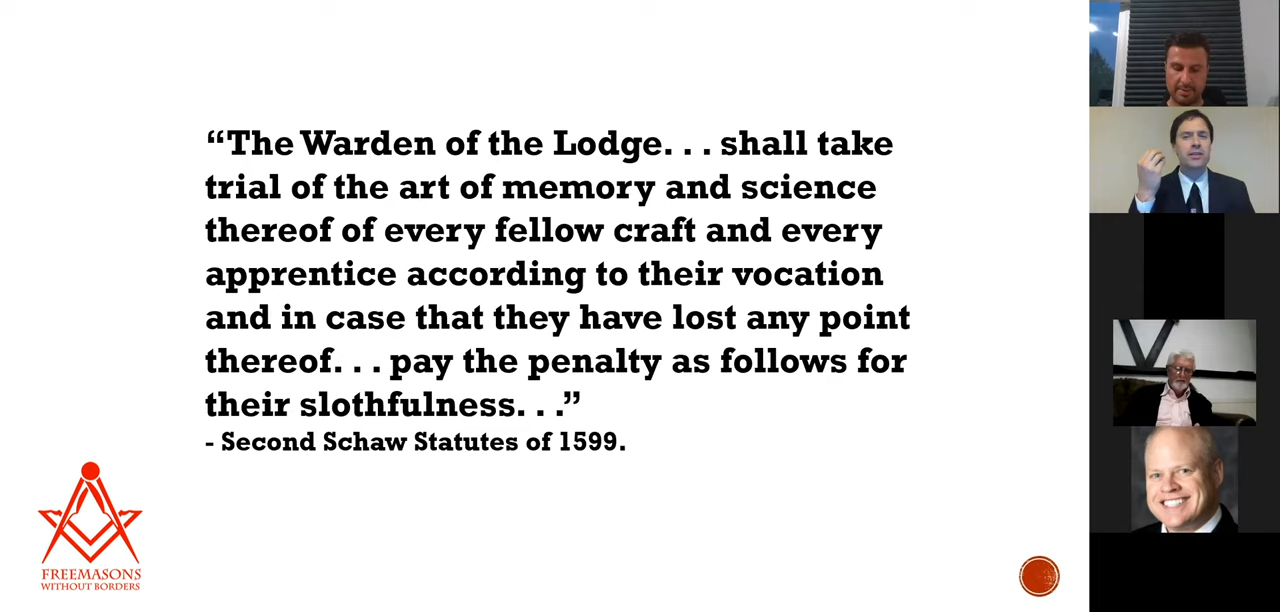 “The Warden of the Lodge. . . shall take
trial of the art of memory and science
thereof of every fellow craft and every
apprentice according to their vocation
and in case that they have lost any point
thereof. . . pay the penalty as follows for
their slothfulness. . .”
- Second Schaw Statutes of 1599.
FREEMASONS
WITHOUT BORDERS